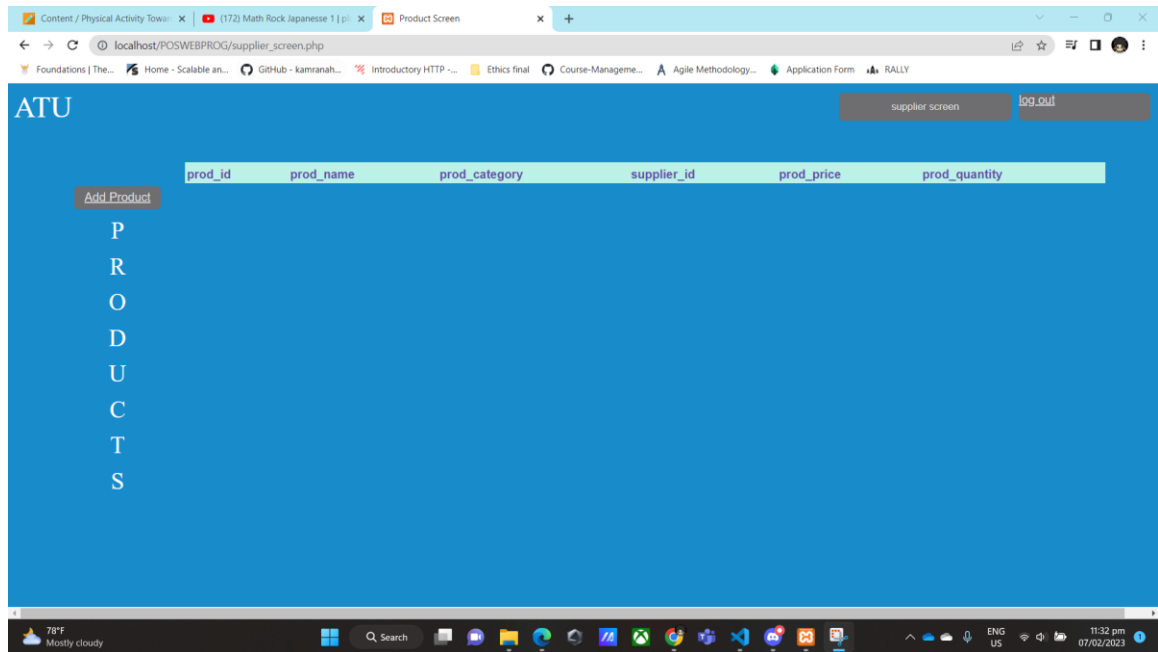 Content / Physical Activity Towar
(172) Math Rock Japanesse 1 | pl
Product Screen
localhost/POSWEBPROG/supplier_screen.php
Foundations | The... Home - Scalable an... GitHub - kamranah... Introductory HTTP -... Ethics final Course-Manageme... Agile Methodology... Application Form RALLY
ATU
supplier screen
log out
prod_id prod_name prod_category supplier_id prod_price prod_quantity
Add Product
P
R
O
D
U
C
T
S
78°F
Mostly cloudy
Search
ENG
US
11:32 pm
07/02/2023
1